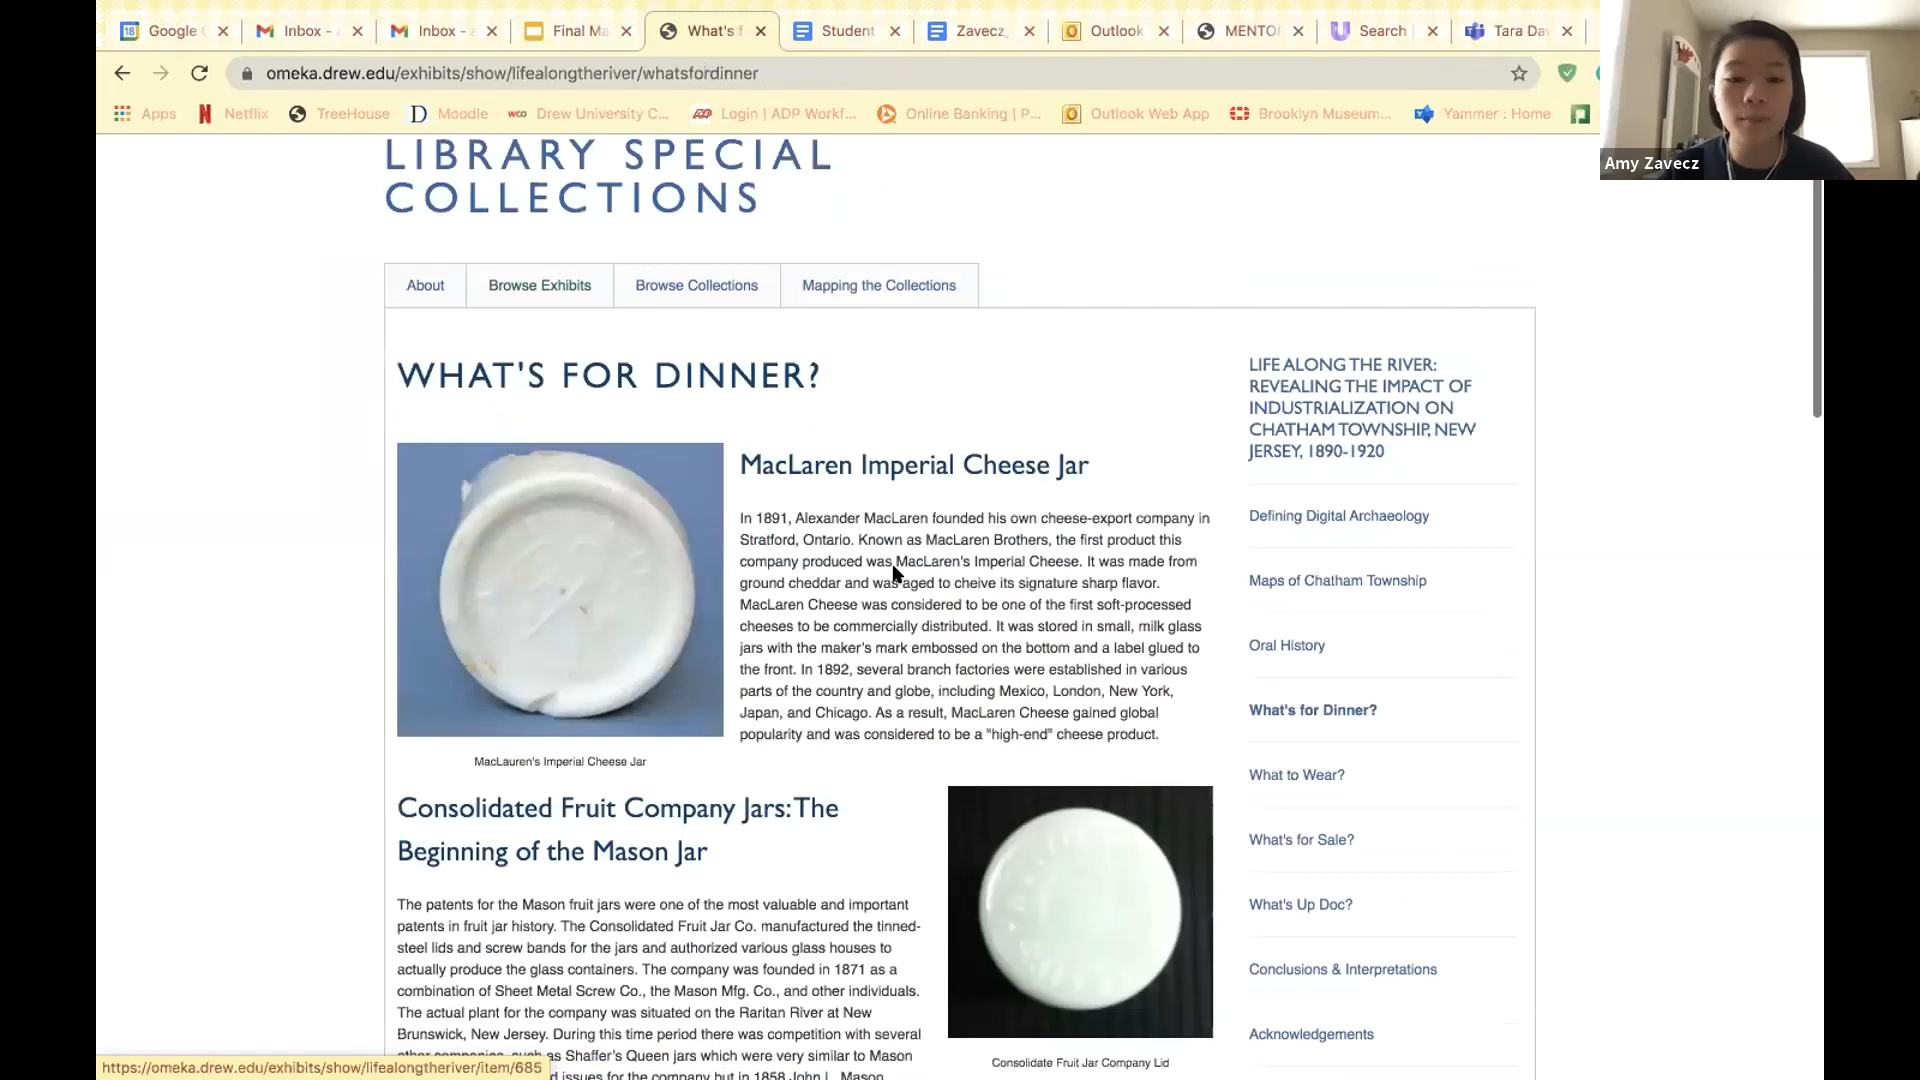 Google
Inbox -
Inbox -
Final Ma
What's f
Student
Zavecz,
Outlook
MENTO
Search
Tara Da
omeka.drew.edu/exhibits/show/lifealongtheriver/whatsfordinner
Apps
Netflix
TreeHouse
Moodle
Drew University C...
Login | ADP Workf...
Online Banking | P...
Outlook Web App
Brooklyn Museum...
Yammer : Home
Amy Zavecz
LIBRARY SPECIAL
COLLECTIONS
About
Browse Exhibits
Browse Collections
Mapping the Collections
WHAT'S FOR DINNER?
MacLaren Imperial Cheese Jar
In 1891, Alexander MacLaren founded his own cheese-export company in
Stratford, Ontario. Known as MacLaren Brothers, the first product this
company produced was MacLaren's Imperial Cheese. It was made from
ground cheddar and was aged to cheive its signature sharp flavor.
MacLaren Cheese was considered to be one of the first soft-processed
cheeses to be commercially distributed. It was stored in small, milk glass
jars with the maker's mark embossed on the bottom and a label glued to
the front. In 1892, several branch factories were established in various
parts of the country and globe, including Mexico, London, New York,
Japan, and Chicago. As a result, MacLaren Cheese gained global
popularity and was considered to be a "high-end" cheese product.
MacLauren's Imperial Cheese Jar
Consolidated Fruit Company Jars: The
Beginning of the Mason Jar
The patents for the Mason fruit jars were one of the most valuable and important
patents in fruit jar history. The Consolidated Fruit Jar Co. manufactured the tinned-
steel lids and screw bands for the jars and authorized various glass houses to
actually produce the glass containers. The company was founded in 1871 as a
combination of Sheet Metal Screw Co., the Mason Mfg. Co., and other individuals.
The actual plant for the company was situated on the Raritan River at New
Brunswick, New Jersey. During this time period there was competition with several
other companies, such as Shaffer's Queen jars which were very similar to Mason
issues for the company but in 1858 John L. Mason
Consolidate Fruit Jar Company Lid
LIFE ALONG THE RIVER:
REVEALING THE IMPACT OF
INDUSTRIALIZATION ON
CHATHAM TOWNSHIP, NEW
JERSEY, 1890-1920
Defining Digital Archaeology
Maps of Chatham Township
Oral History
What's for Dinner?
What to Wear?
What's for Sale?
What's Up Doc?
Conclusions & Interpretations
Acknowledgements
https://omeka.drew.edu/exhibits/show/lifealongtheriver/item/685